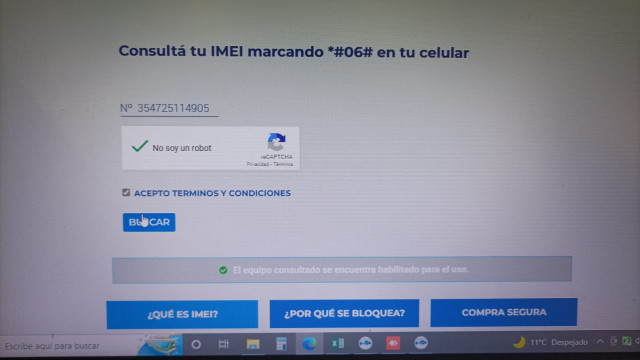 Consultá tu IMEI marcando *#06# en tu celular
Nº 354725114905
No soy un robot
reCAPTCHA
Privacidad - Términos
ACEPTO TERMINOS Y CONDICIONES
BUSCAR
El equipo consultado se encuentra habilitado para el uso.
¿QUÉ ES IMEI?
¿POR QUÉ SE BLOQUEA?
COMPRA SEGURA
Escribe aquí para buscar
11°C Despejado